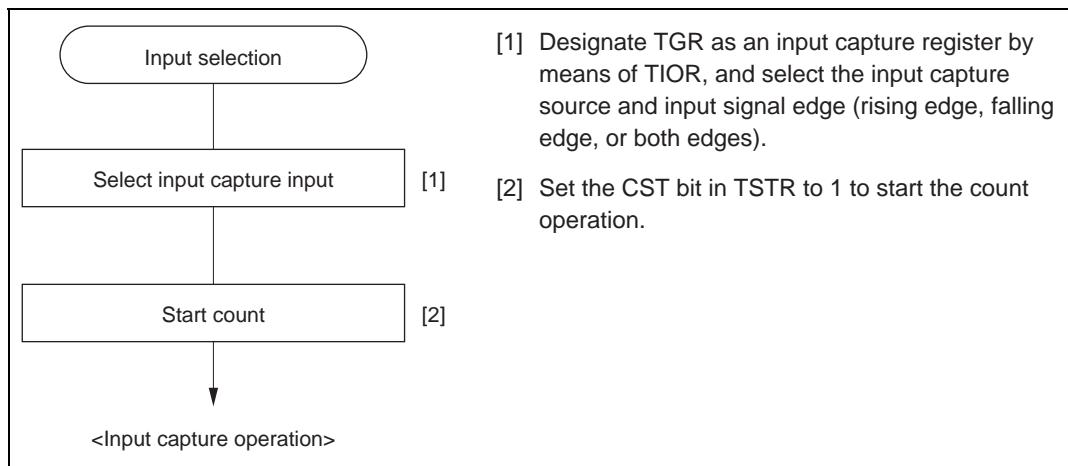 Input selection
Select input capture input
[1]
Start count
[2]
<Input capture operation>
[1] Designate TGR as an input capture register by
means of TIOR, and select the input capture
source and input signal edge (rising edge, falling
edge, or both edges).
[2] Set the CST bit in TSTR to 1 to start the count
operation.